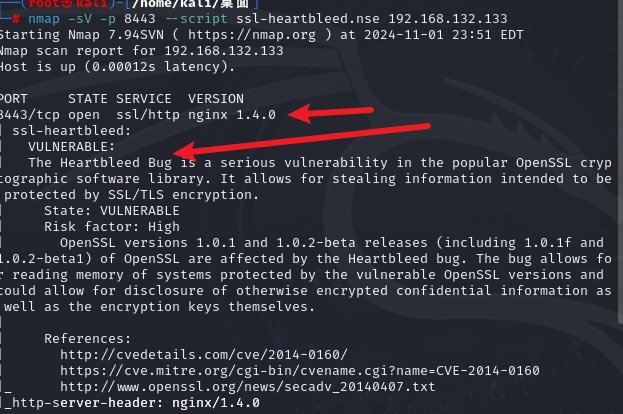 ──(root㉿kali)-[/home/kali/桌面]
└─# nmap -sV -p 8443 --script ssl-heartbleed.nse 192.168.132.133
Starting Nmap 7.94SVN ( https://nmap.org ) at 2024-11-01 23:51 EDT
Nmap scan report for 192.168.132.133
Host is up (0.00012s latency).

PORT     STATE SERVICE  VERSION
8443/tcp open  ssl/http nginx 1.4.0
| ssl-heartbleed:
|   VULNERABLE:
|   The Heartbleed Bug is a serious vulnerability in the popular OpenSSL cryp
tographic software library. It allows for stealing information intended to be
 protected by SSL/TLS encryption.
|     State: VULNERABLE
|     Risk factor: High
|       OpenSSL versions 1.0.1 and 1.0.2-beta releases (including 1.0.1f and
1.0.2-beta1) of OpenSSL are affected by the Heartbleed bug. The bug allows fo
r reading memory of systems protected by the vulnerable OpenSSL versions and
could allow for disclosure of otherwise encrypted confidential information as
 well as the encryption keys themselves.
|
|     References:
|       http://cvedetails.com/cve/2014-0160/
|       https://cve.mitre.org/cgi-bin/cvename.cgi?name=CVE-2014-0160
|_      http://www.openssl.org/news/secadv_20140407.txt
|_http-server-header: nginx/1.4.0